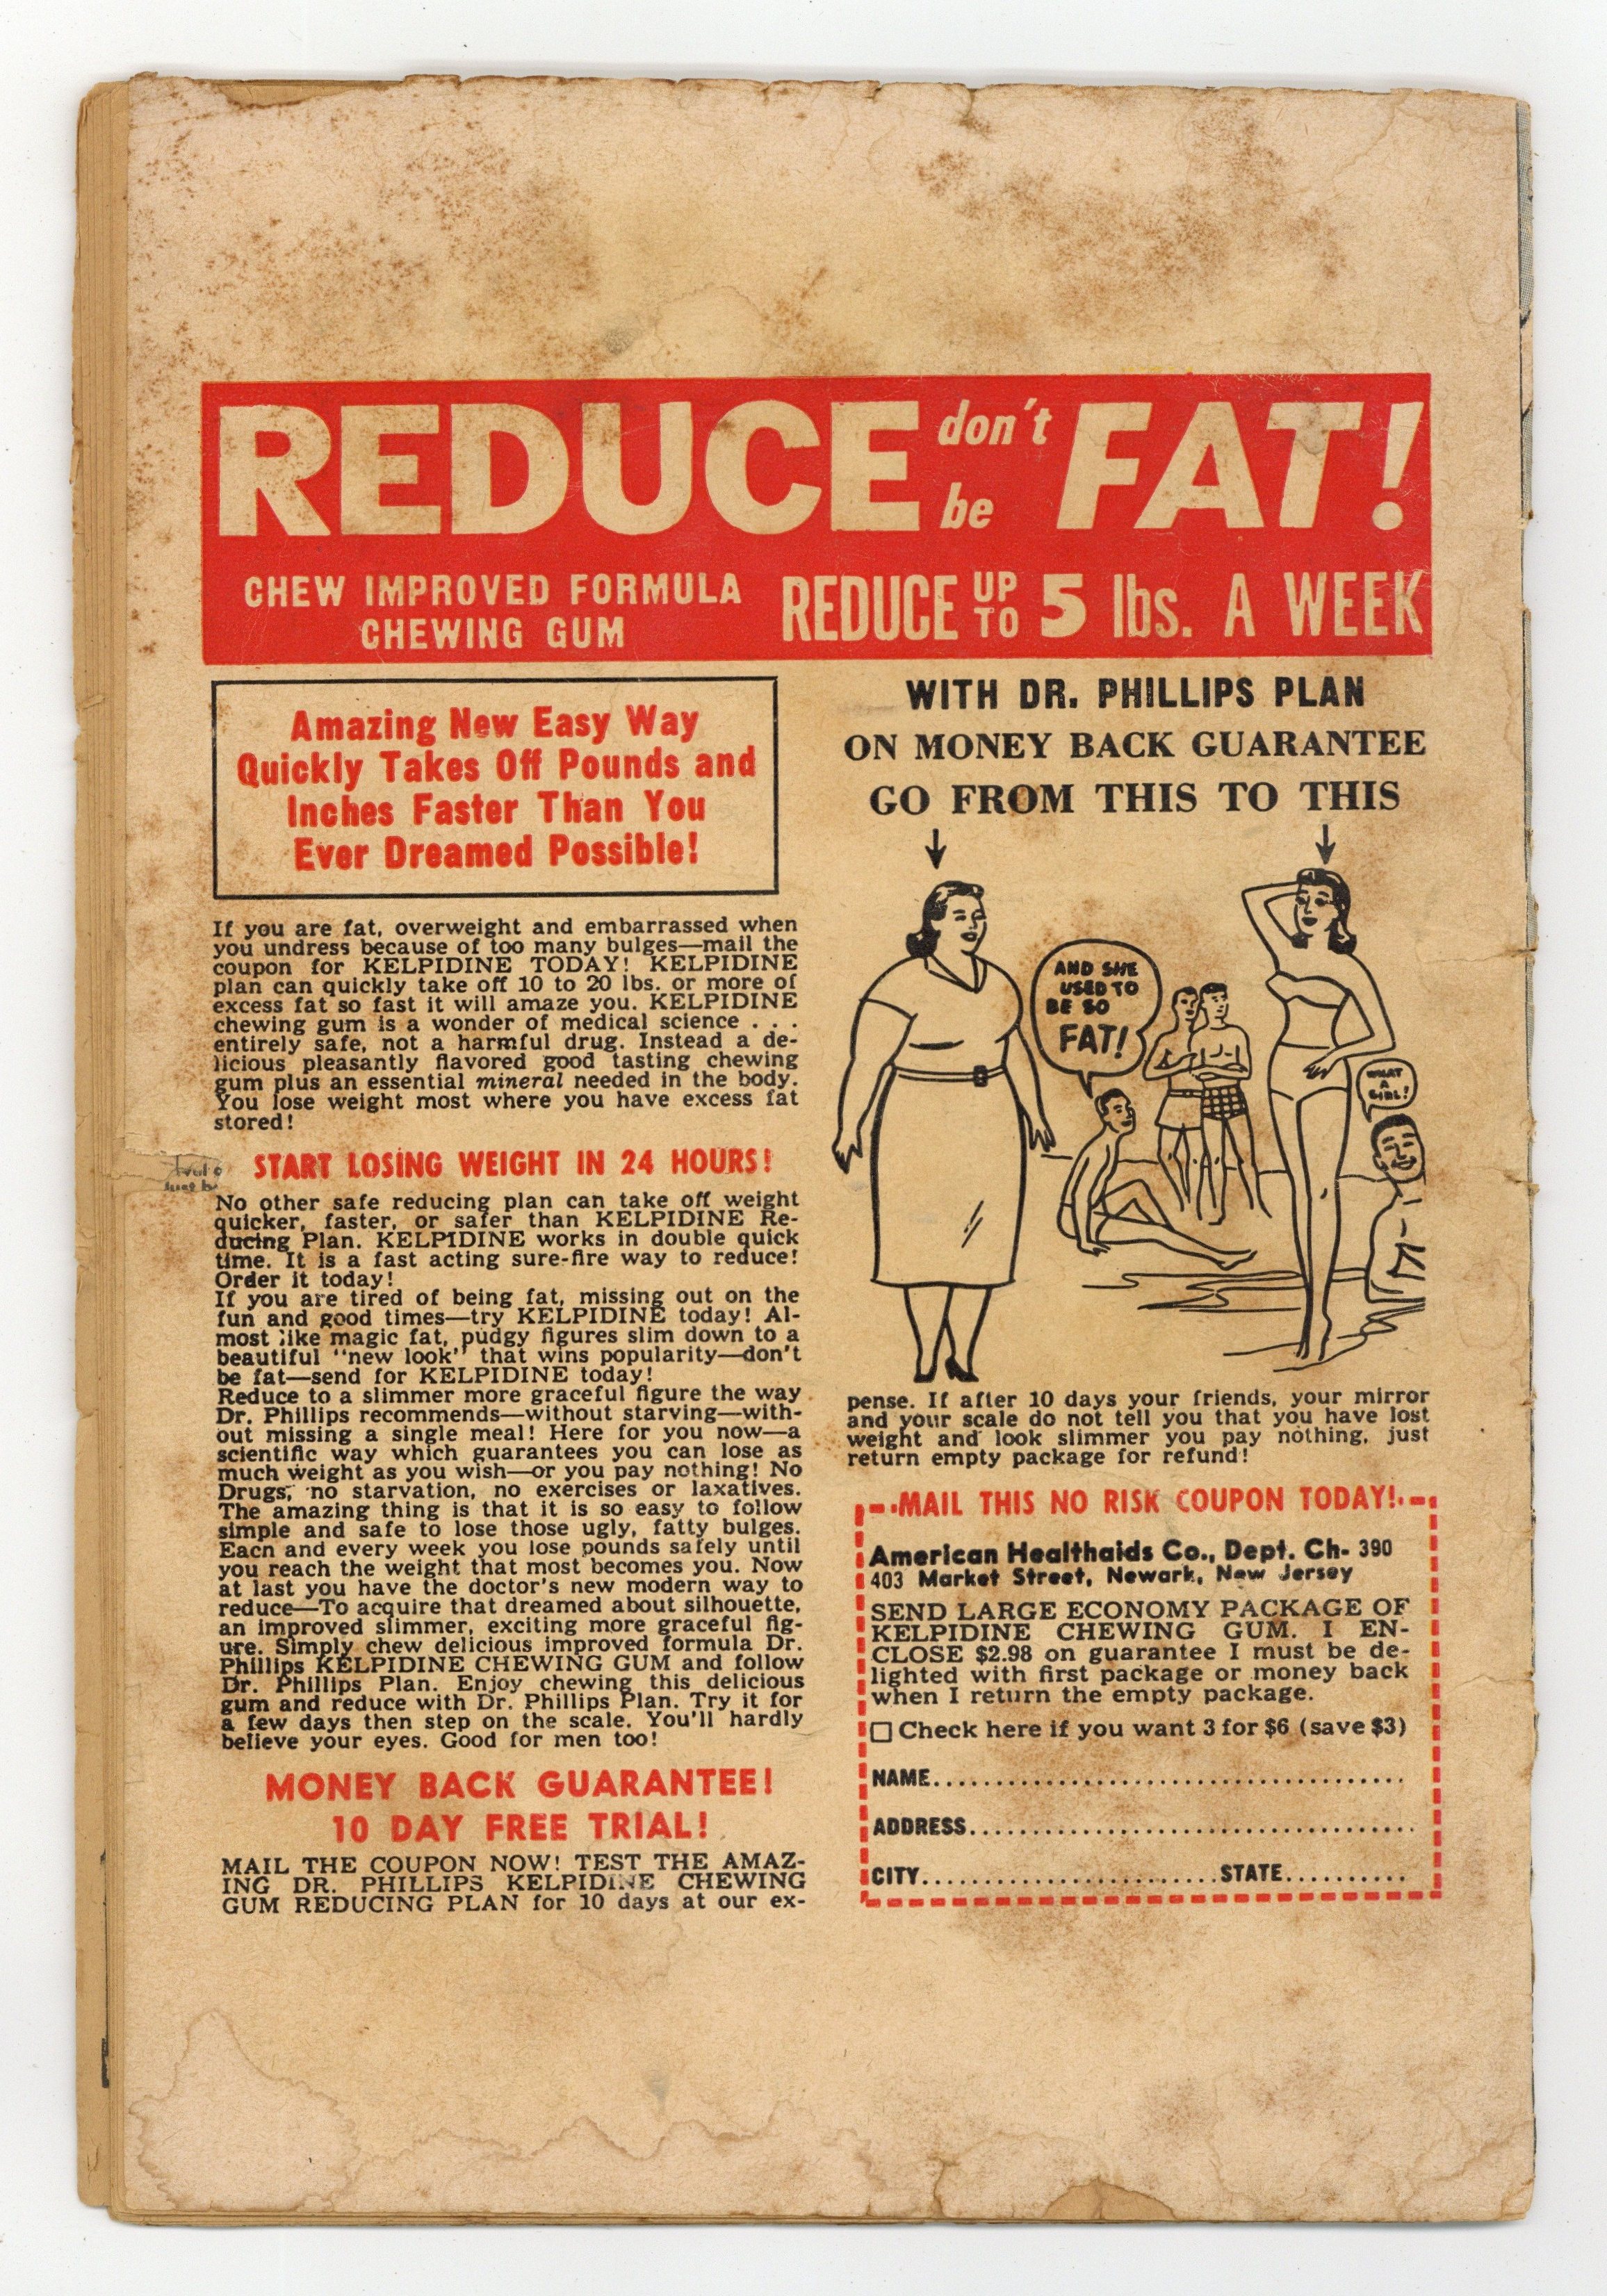 REDUCE don't be FAT!
CHEW IMPROVED FORMULA
CHEWING GUM
REDUCE UP TO 5 lbs. A WEEK
Amazing New Easy Way
Quickly Takes Off Pounds and
Inches Faster Than You
Ever Dreamed Possible!
If you are fat, overweight and embarrassed when
you undress because of too many bulges—mail the
coupon for KELPIDINE TODAY! KELPIDINE
plan can quickly take off 10 to 20 lbs. or more of
excess fat so fast it will amaze you. KELPIDINE
chewing gum is a wonder of medical science . . .
entirely safe, not a harmful drug. Instead a de-
licious pleasantly flavored good tasting chewing
gum plus an essential mineral needed in the body.
You lose weight most where you have excess fat
stored!
START LOSING WEIGHT IN 24 HOURS!
No other safe reducing plan can take off weight
quicker, faster, or safer than KELPIDINE Re-
ducing Plan. KELPIDINE works in double quick
time. It is a fast acting sure-fire way to reduce!
Order it today!
If you are tired of being fat, missing out on the
fun and good times—try KELPIDINE today! Al-
most like magic fat, pudgy figures slim down to a
beautiful "new look" that wins popularity—don't
be fat—send for KELPIDINE today!
Reduce to a slimmer more graceful figure the way
Dr. Phillips recommends—without starving—with-
out missing a single meal! Here for you now—a
scientific way which guarantees you can lose as
much weight as you wish—or you pay nothing! No
Drugs, no starvation, no exercises or laxatives.
The amazing thing is that it is so easy to follow
simple and safe to lose those ugly, fatty bulges.
Each and every week you lose pounds safely until
you reach the weight that most becomes you. Now
at last you have the doctor's new modern way to
reduce—To acquire that dreamed about silhouette,
an improved slimmer, exciting more graceful fig-
ure. Simply chew delicious improved formula Dr.
Phillips KELPIDINE CHEWING GUM and follow
Dr. Phillips Plan. Enjoy chewing this delicious
gum and reduce with Dr. Phillips Plan. Try it for
a few days then step on the scale. You'll hardly
believe your eyes. Good for men too!
MONEY BACK GUARANTEE!
10 DAY FREE TRIAL!
MAIL THE COUPON NOW! TEST THE AMAZ-
ING DR. PHILLIPS KELPIDINE CHEWING
GUM REDUCING PLAN for 10 days at our ex-
WITH DR. PHILLIPS PLAN
ON MONEY BACK GUARANTEE
GO FROM THIS TO THIS
AND SHE
USED TO
BE SO
FAT!
WHAT
A
GIRL!
pense. If after 10 days your friends, your mirror
and your scale do not tell you that you have lost
weight and look slimmer you pay nothing, just
return empty package for refund!
MAIL THIS NO RISK COUPON TODAY!
American Healthaids Co., Dept. Ch- 390
403 Market Street, Newark, New Jersey
SEND LARGE ECONOMY PACKAGE OF
KELPIDINE CHEWING GUM. I EN-
CLOSE $2.98 on guarantee I must be de-
lighted with first package or money back
when I return the empty package.
Check here if you want 3 for $6 (save $3)
NAME
ADDRESS
CITY STATE